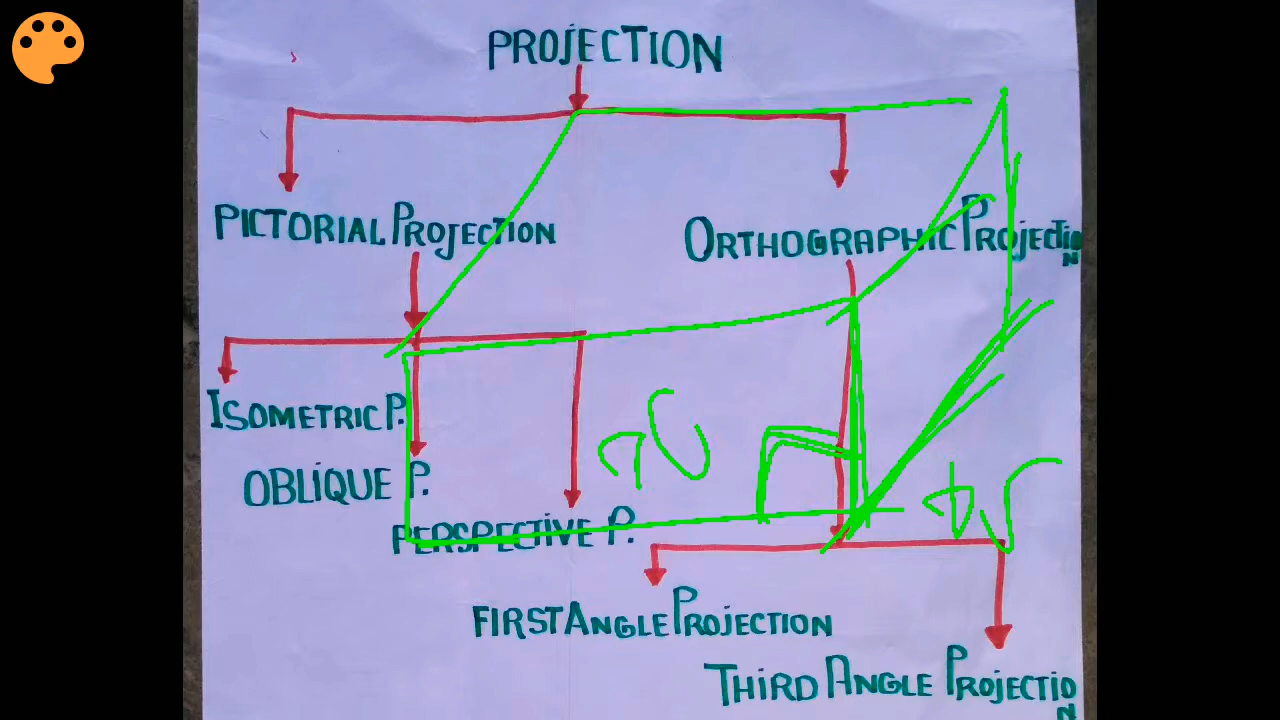 PROJECTION
PICTORIAL PROJECTION
ORTHOGRAPHIC PROJECTION
ISOMETRIC P.
OBLIQUE P.
PERSPECTIVE P.
FIRST ANGLE PROJECTION
THIRD ANGLE PROJECTION